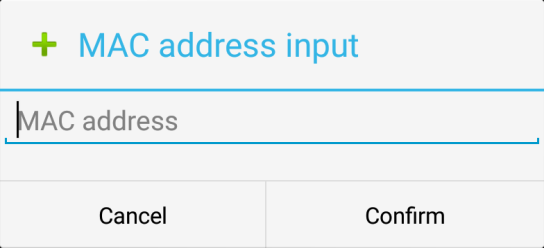 MAC address input
MAC address
Cancel
Confirm